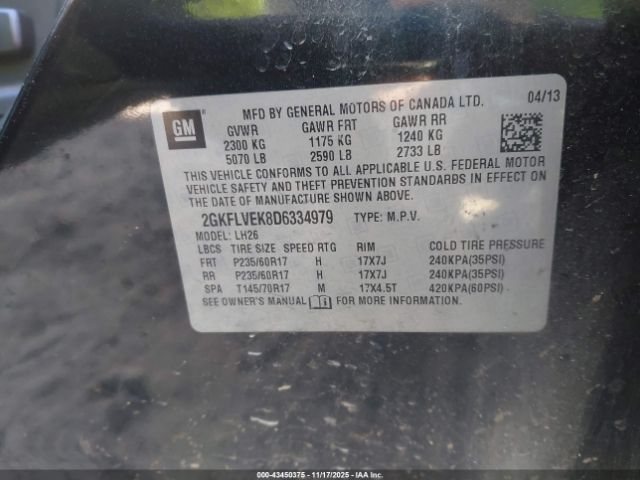 MFD BY GENERAL MOTORS OF CANADA LTD. 04/13
GM
GVWR GAWR FRT GAWR RR
2300 KG 1175 KG 1240 KG
5070 LB 2590 LB 2733 LB
THIS VEHICLE CONFORMS TO ALL APPLICABLE U.S. FEDERAL MOTOR
VEHICLE SAFETY AND THEFT PREVENTION STANDARDS IN EFFECT ON
THE DATE OF MANUFACTURE SHOWN ABOVE.
2GKFLVEK8D6334979 TYPE: M.P.V.
MODEL: LH26
LBCS TIRE SIZE SPEED RTG RIM COLD TIRE PRESSURE
FRT P235/60R17 H 17X7J 240KPA(35PSI)
RR P235/60R17 H 17X7J 240KPA(35PSI)
SPA T145/70R17 M 17X4.5T 420KPA(60PSI)
SEE OWNER'S MANUAL FOR MORE INFORMATION.
000-43450375 - 11/17/2025 - IAAI.com